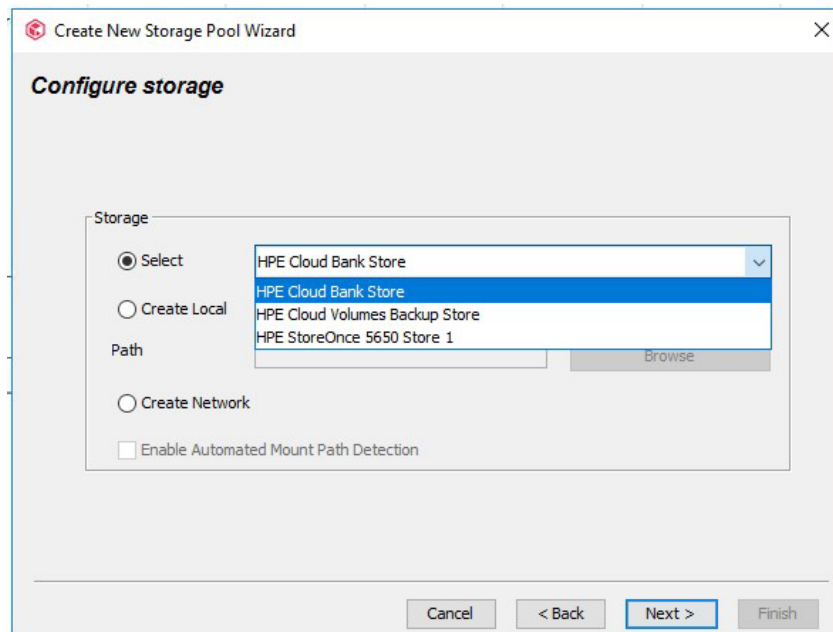 Create New Storage Pool Wizard
Configure storage
Storage
Select
HPE Cloud Bank Store
HPE Cloud Bank Store
HPE Cloud Volumes Backup Store
HPE StoreOnce 5650 Store 1
Create Local
Path
Browse
Create Network
Enable Automated Mount Path Detection
Cancel
< Back
Next >
Finish